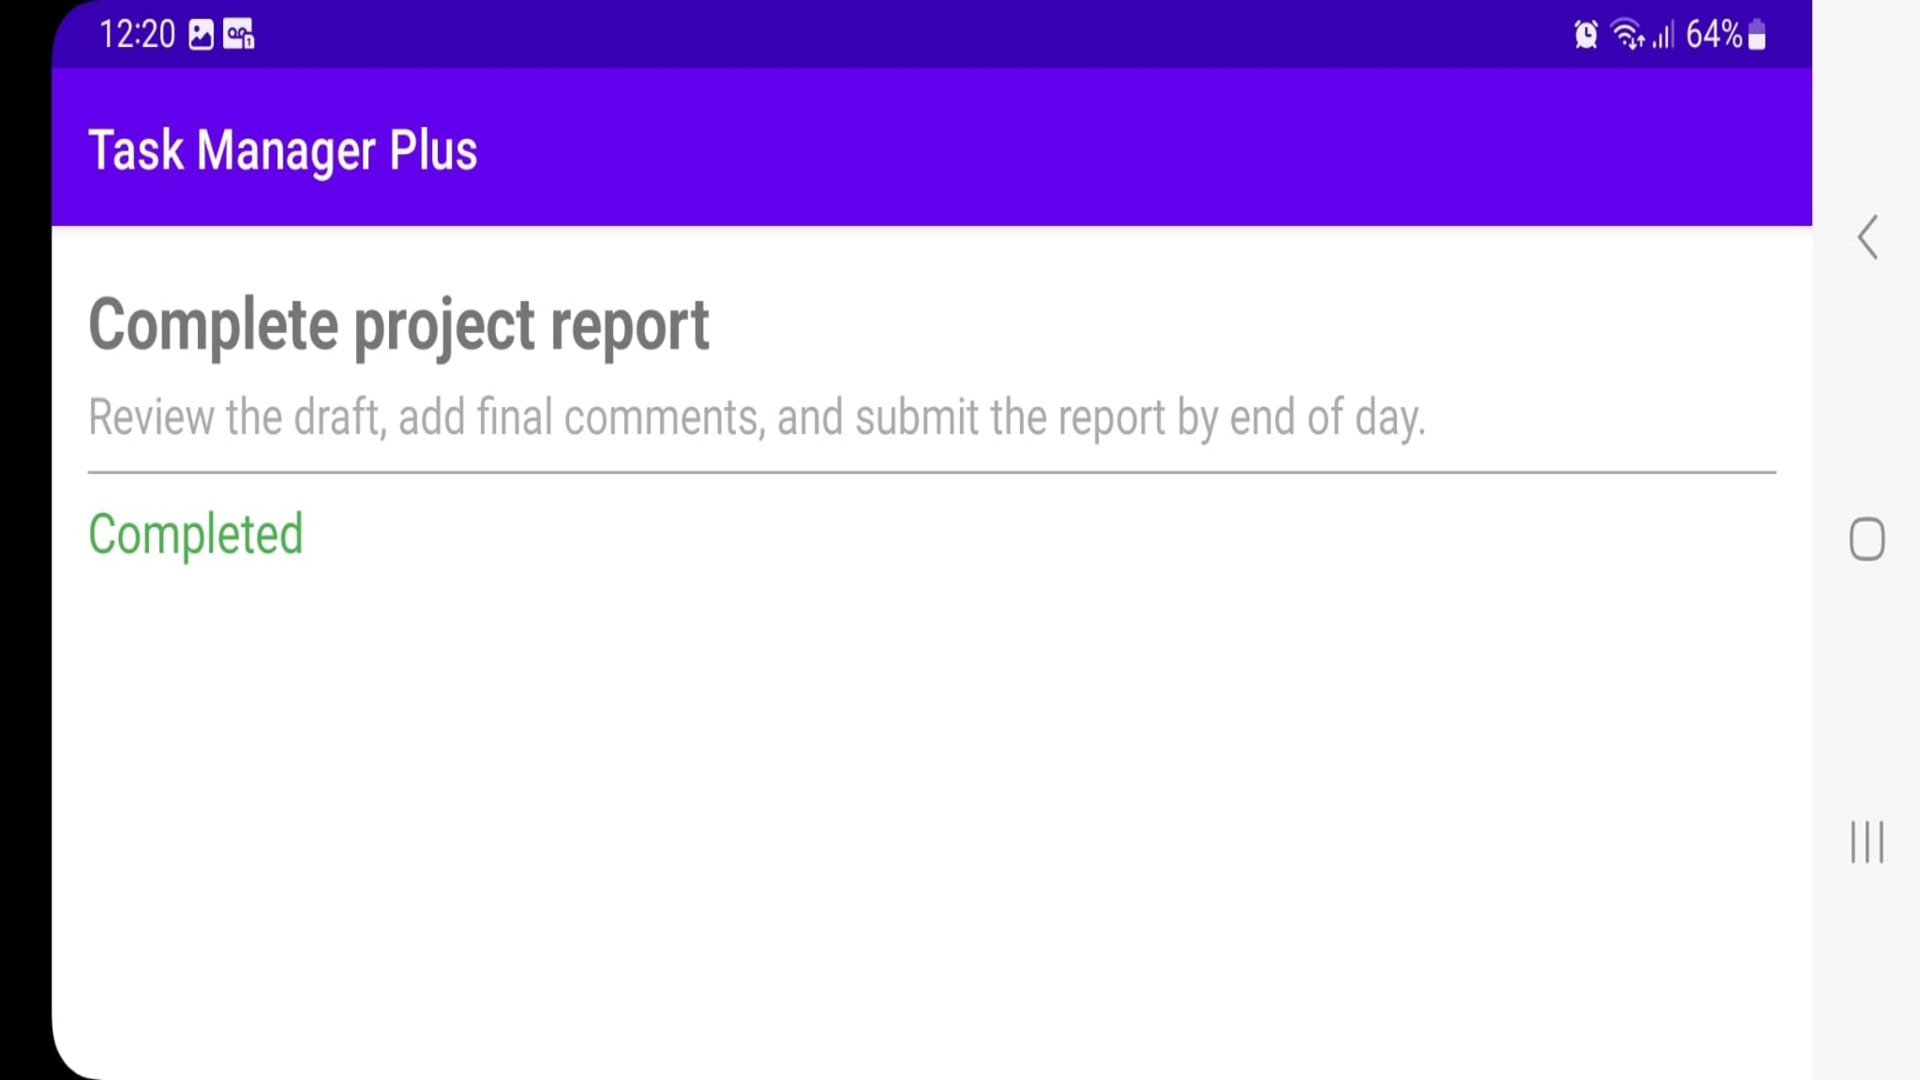 12:20 64%
Task Manager Plus
Complete project report
Review the draft, add final comments, and submit the report by end of day.
Completed